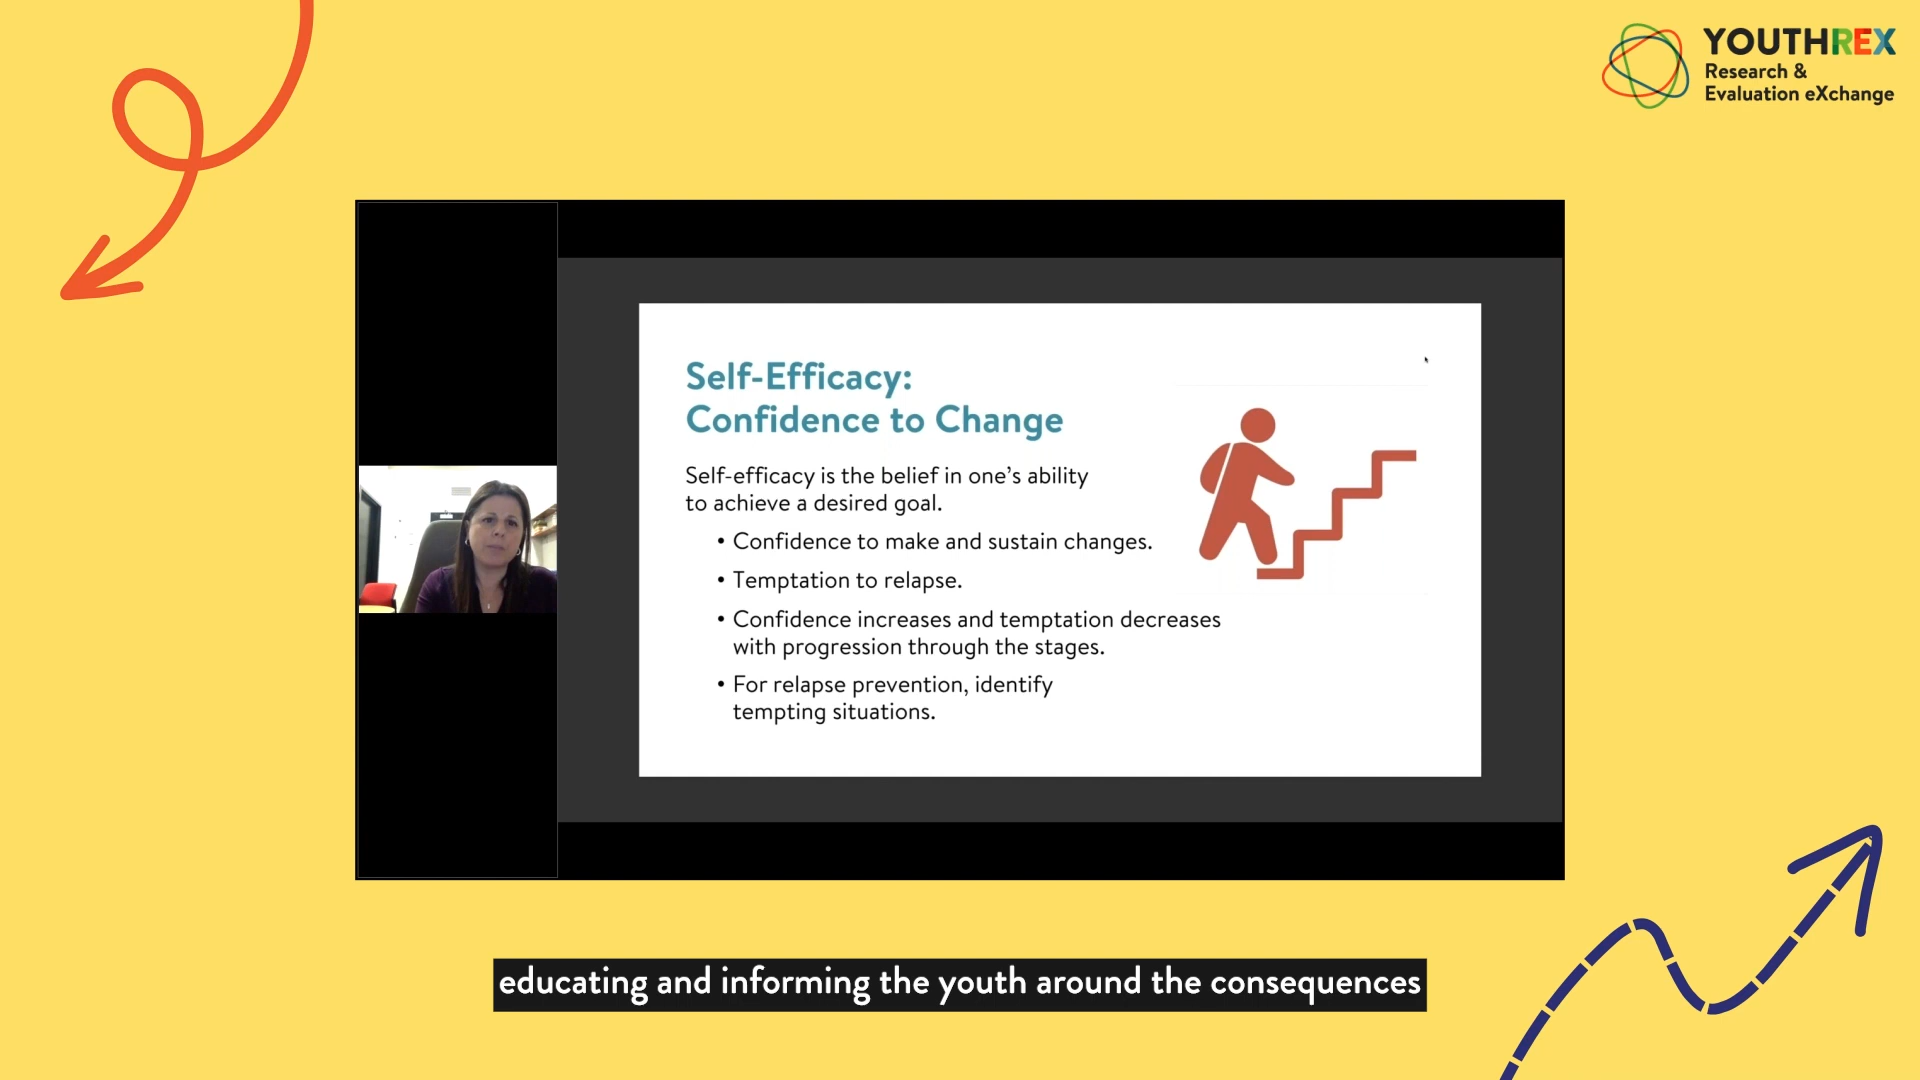 YOUTHREX
Research &
Evaluation eXchange
Self-Efficacy:
Confidence to Change
Self-efficacy is the belief in one's ability
to achieve a desired goal.
• Confidence to make and sustain changes.
• Temptation to relapse.
• Confidence increases and temptation decreases
with progression through the stages.
• For relapse prevention, identify
tempting situations.
educating and informing the youth around the consequences